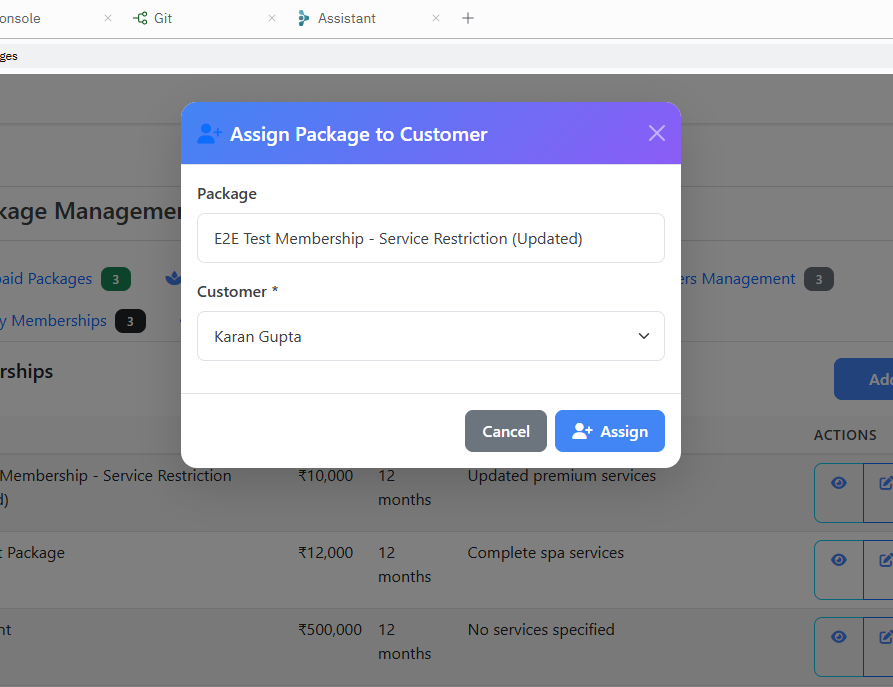 onsole
Git
Assistant
ges
Assign Package to Customer
kage Managemen
Package
E2E Test Membership - Service Restriction (Updated)
aid Packages 3
ers Management 3
Customer *
y Memberships 3
Karan Gupta
rships
Add
Cancel
Assign
ACTIONS
Membership - Service Restriction
d)
₹10,000
12
months
Updated premium services
t Package
₹12,000
12
months
Complete spa services
nt
₹500,000
12
months
No services specified